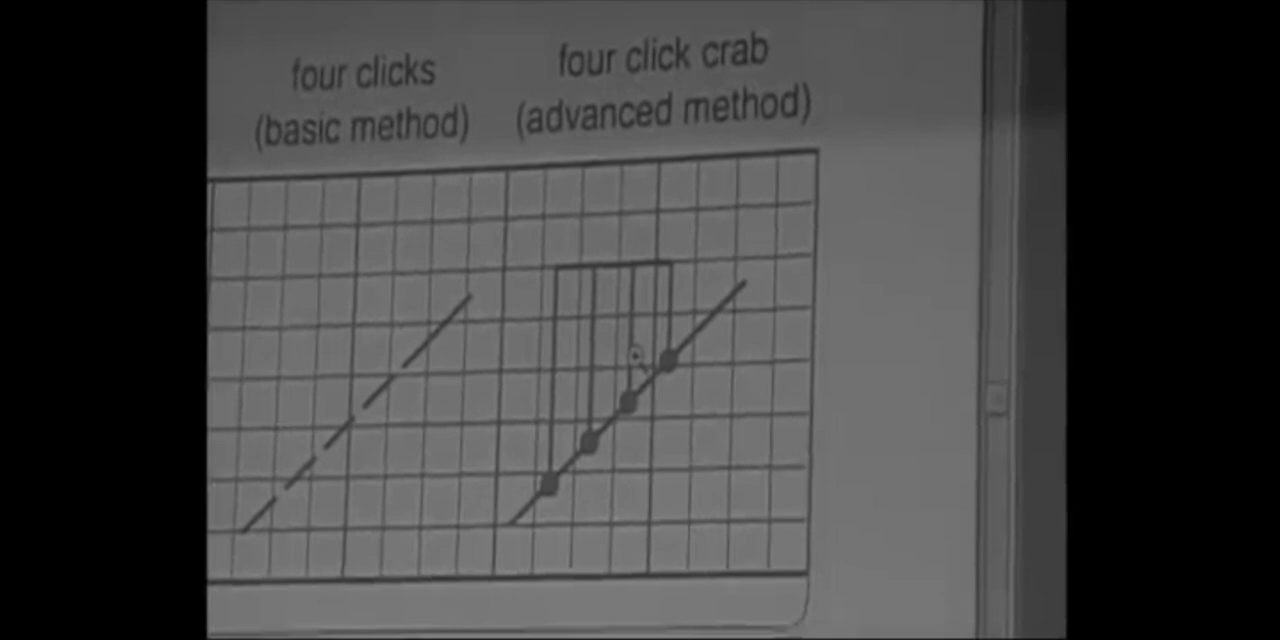 four clicks
(basic method)
four click crab
(advanced method)